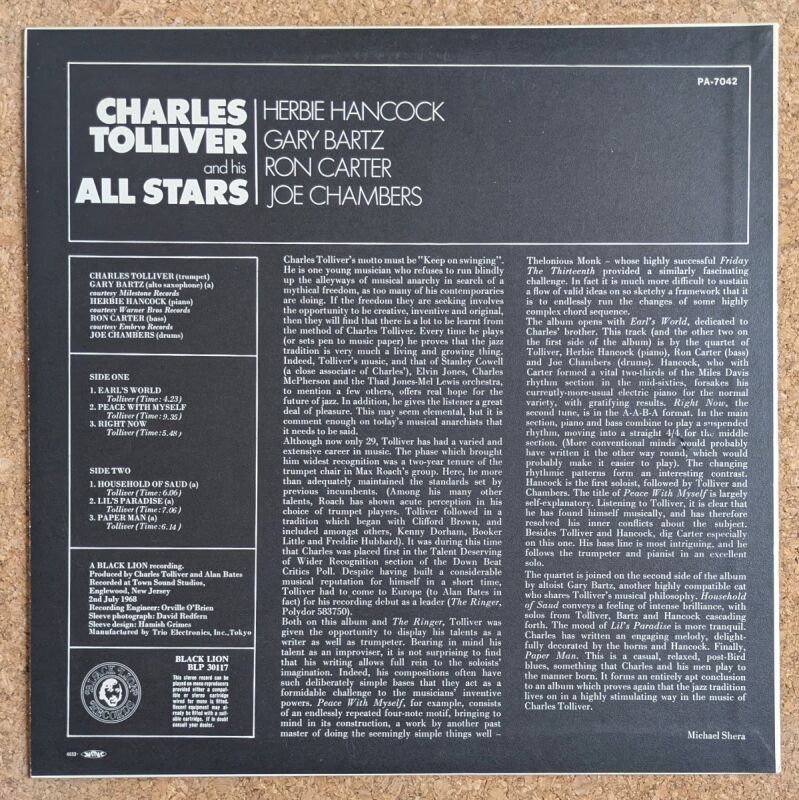 PA-7042
CHARLES
TOLLIVER
and his
ALL STARS
HERBIE HANCOCK
GARY BARTZ
RON CARTER
JOE CHAMBERS
CHARLES TOLLIVER (trumpet)
GARY BARTZ (alto saxophone) (a)
courtesy Milestone Records
HERBIE HANCOCK (piano)
courtesy Warner Bros Records
RON CARTER (bass)
courtesy Embryo Records
JOE CHAMBERS (drums)
SIDE ONE
1. EARL'S WORLD
Tolliver (Time: 4.23)
2. PEACE WITH MYSELF
Tolliver (Time: 9.35)
3. RIGHT NOW
Tolliver (Time: 5.48)
SIDE TWO
1. HOUSEHOLD OF SAUD (a)
Tolliver (Time: 6.06)
2. LIL'S PARADISE (a)
Tolliver (Time: 7.06)
3. PAPER MAN (a)
Tolliver (Time: 6.14)
A BLACK LION recording.
Produced by Charles Tolliver and Alan Bates
Recorded at Town Sound Studios,
Englewood, New Jersey
2nd July 1968
Recording Engineer: Orville O'Brien
Sleeve photograph: David Redfern
Sleeve design: Hamish Grimes
Manufactured by Trio Electronics, Inc., Tokyo
BLACK LION
RECORDS
BLACK LION
BLP 30117
This stereo record can be
played on mono reproducers
provided either a compat-
ible or stereo cartridge
wired for mono is fitted.
Recent equipment may al-
ready be fitted with a suit-
able cartridge. If in doubt
consult your dealer.
Charles Tolliver's motto must be "Keep on swinging".
He is one young musician who refuses to run blindly
up the alleyways of musical anarchy in search of a
mythical freedom, as too many of his contemporaries
are doing. If the freedom they are seeking involves
the opportunity to be creative, inventive and original,
then they will find that there is a lot to be learnt from
the method of Charles Tolliver. Every time he plays
(or sets pen to music paper) he proves that the jazz
tradition is very much a living and growing thing.
Indeed, Tolliver's music, and that of Stanley Cowell
(a close associate of Charles'), Elvin Jones, Charles
McPherson and the Thad Jones-Mel Lewis orchestra,
to mention a few others, offers real hope for the
future of jazz. In addition, he gives the listener a great
deal of pleasure. This may seem elemental, but it is
comment enough on today's musical anarchists that
it needs to be said.
Although now only 29, Tolliver has had a varied and
extensive career in music. The phase which brought
him widest recognition was a two-year tenure of the
trumpet chair in Max Roach's group. Here, he more
than adequately maintained the standards set by
previous incumbents. (Among his many other
talents, Roach has shown acute perception in his
choice of trumpet players. Tolliver followed in a
tradition which began with Clifford Brown, and
included amongst others, Kenny Dorham, Booker
Little and Freddie Hubbard). It was during this time
that Charles was placed first in the Talent Deserving
of Wider Recognition section of the Down Beat
Critics Poll. Despite having built a considerable
musical reputation for himself in a short time,
Tolliver had to come to Europe (to Alan Bates in
fact) for his recording debut as a leader (The Ringer,
Polydor 583750).
Both on this album and The Ringer, Tolliver was
given the opportunity to display his talents as a
writer as well as trumpeter. Bearing in mind his
talent as an improviser, it is not surprising to find
that his writing allows full rein to the soloists'
imagination. Indeed, his compositions often have
such deliberately simple bases that they act as a
formidable challenge to the musicians' inventive
powers. Peace With Myself, for example, consists
of an endlessly repeated four-note motif, bringing to
mind in its construction, a work by another past
master of doing the seemingly simple things well –
Thelonious Monk – whose highly successful Friday
The Thirteenth provided a similarly fascinating
challenge. In fact it is much more difficult to sustain
a flow of valid ideas on so sketchy a framework that it
is to endlessly run the changes of some highly
complex chord sequence.
The album opens with Earl's World, dedicated to
Charles' brother. This track (and the other two on
the first side of the album) is by the quartet of
Tolliver, Herbie Hancock (piano), Ron Carter (bass)
and Joe Chambers (drums). Hancock, who with
Carter formed a vital two-thirds of the Miles Davis
rhythm section in the mid-sixties, forsakes his
currently-more-usual electric piano for the normal
variety, with gratifying results. Right Now, the
second tune, is in the A-A-B-A format. In the main
section, piano and bass combine to play a suspended
rhythm, moving into a straight 4/4 for the middle
section. (More conventional minds would probably
have written it the other way round, which would
probably make it easier to play). The changing
rhythmic patterns form an interesting contrast.
Hancock is the first soloist, followed by Tolliver and
Chambers. The title of Peace With Myself is largely
self-explanatory. Listening to Tolliver, it is clear that
he has found himself musically, and has therefore
resolved his inner conflicts about the subject.
Besides Tolliver and Hancock, dig Carter especially
on this one. His bass line is most intriguing, and he
follows the trumpeter and pianist in an excellent
solo.
The quartet is joined on the second side of the album
by altoist Gary Bartz, another highly compatible cat
who shares Tolliver's musical philosophy. Household
of Saud conveys a feeling of intense brilliance, with
solos from Tolliver, Bartz and Hancock cascading
forth. The mood of Lil's Paradise is more tranquil.
Charles has written an engaging melody, delight-
fully decorated by the horns and Hancock. Finally,
Paper Man. This is a casual, relaxed, post-Bird
blues, something that Charles and his men play to
the manner born. It forms an entirely apt conclusion
to an album which proves again that the jazz tradition
lives on in a highly stimulating way in the music of
Charles Tolliver.
Michael Shera